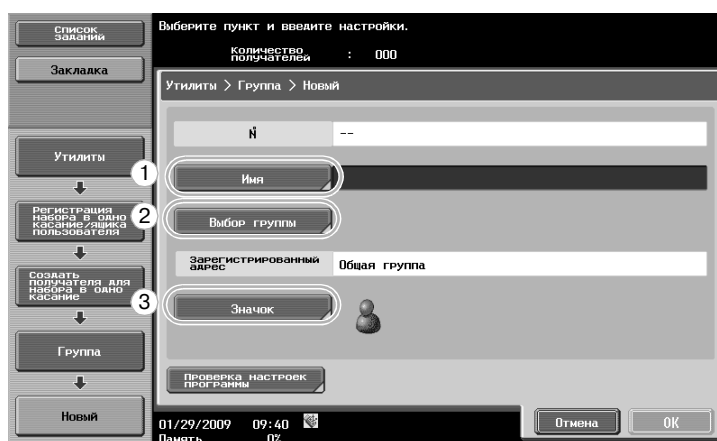 Список
заданий
Закладка
Утилиты
Регистрация
набора в одно
касание/ящика
пользователя
Создать
получателя для
набора в одно
касание
Группа
Новый
Выберите пункт и введите настройки.
Количество
получателей : 000
Утилиты > Группа > Новый
N --
1 Имя
2 Выбор группы
Зарегистрированный
адрес
Общая группа
3 Значок
Проверка настроек
программы
01/29/2009 09:40
Память 0%
Отмена
OK